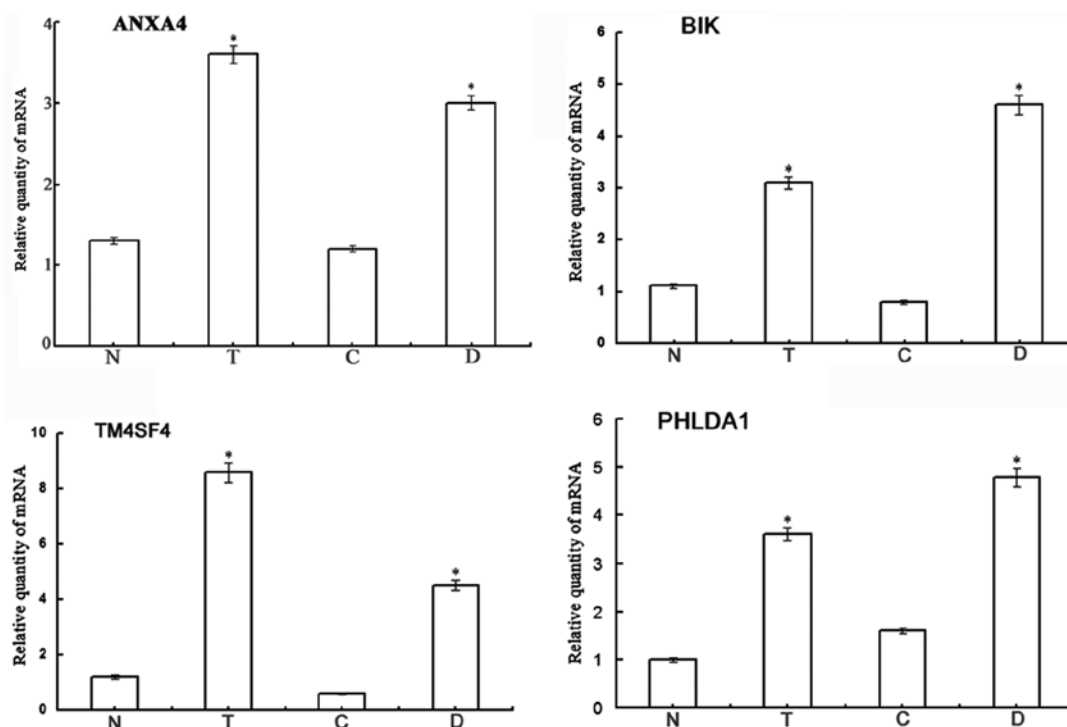 ANXA4
Relative quantity of mRNA
4
3
2
1
0
*
*
N T C D
BIK
Relative quantity of mRNA
6
5
4
3
2
1
0
*
*
N T C D
TM4SF4
Relative quantity of mRNA
10
8
6
4
2
0
*
*
N T C D
PHLDA1
Relative quantity of mRNA
6
5
4
3
2
1
0
*
*
N T C D